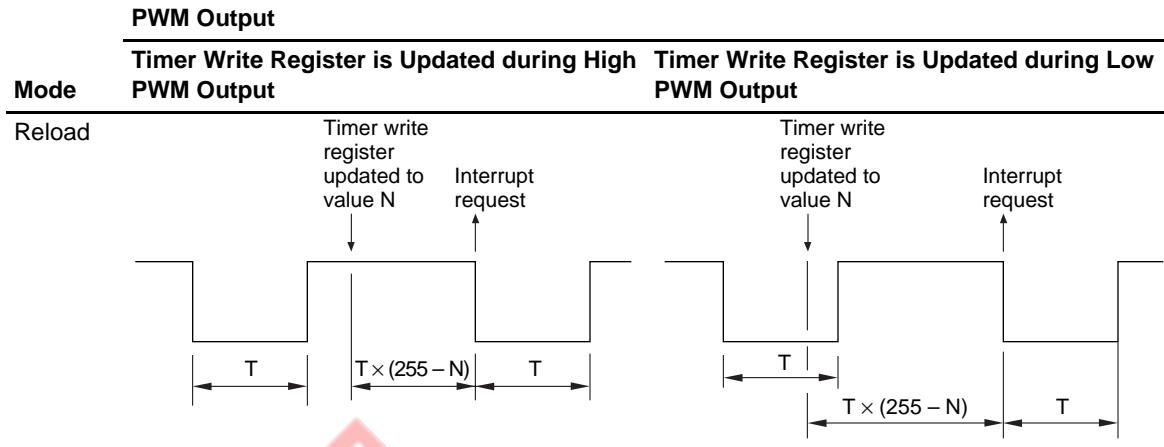 PWM Output
Timer Write Register is Updated during High
PWM Output
Timer Write Register is Updated during Low
PWM Output
Mode
Reload
Timer write
register
updated to
value N
Interrupt
request
Timer write
register
updated to
value N
Interrupt
request
T
T × (255 – N)
T
T
T × (255 – N)
T